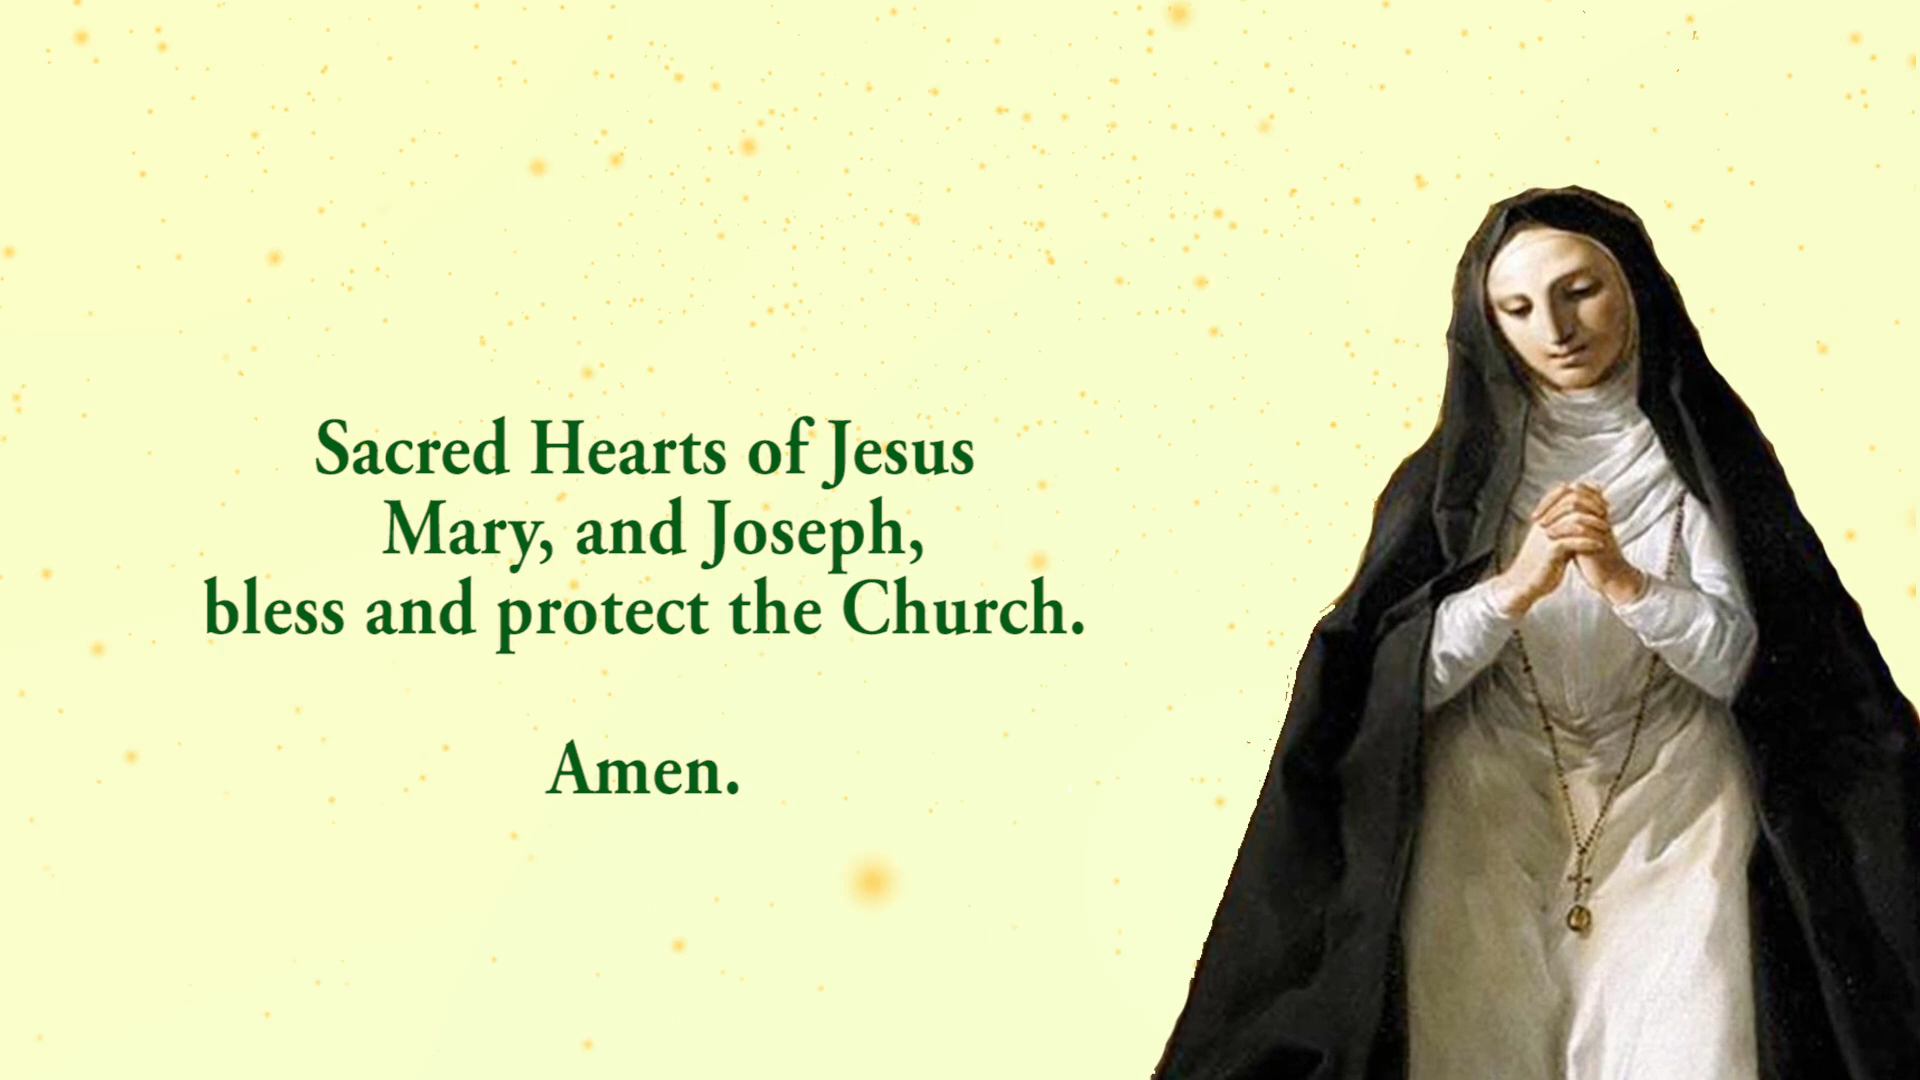 Sacred Hearts of Jesus
Mary, and Joseph,
bless and protect the Church.
Amen.